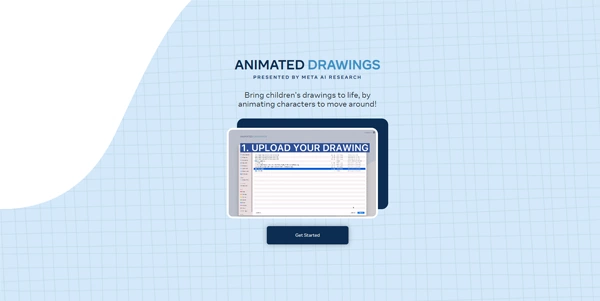 ANIMATED DRAWINGS
PRESENTED BY META AI RESEARCH
Bring children's drawings to life, by
animating characters to move around!
1. UPLOAD YOUR DRAWING
Get Started